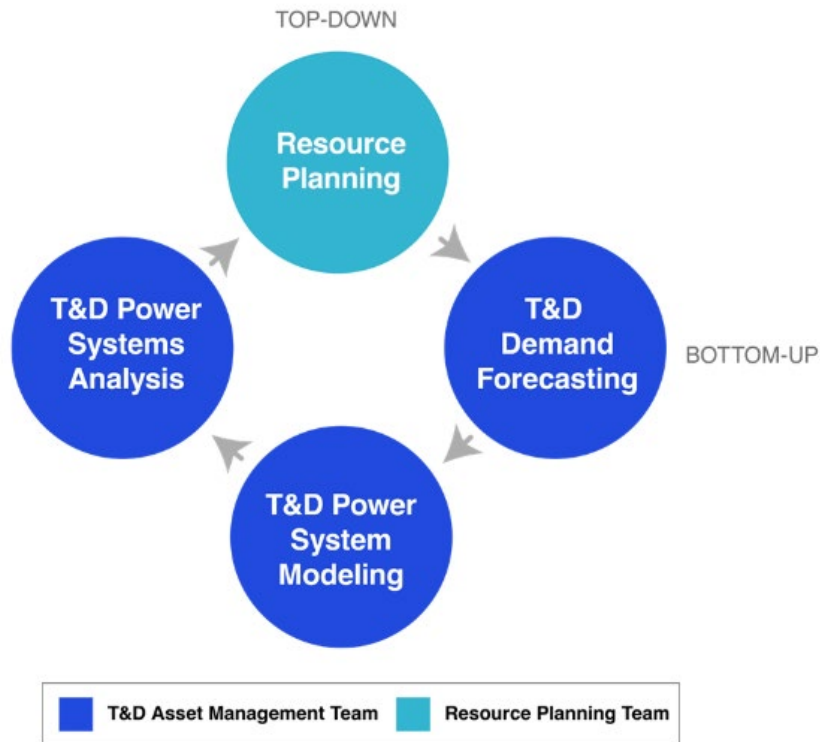 TOP-DOWN
Resource
Planning
T&D Power
Systems
Analysis
T&D
Demand
Forecasting
BOTTOM-UP
T&D Power
System
Modeling
T&D Asset Management Team
Resource Planning Team